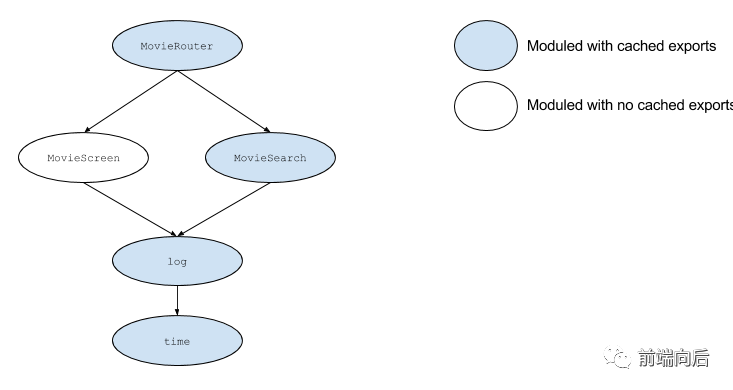 MovieRouter
Moduled with cached exports
Moduled with no cached exports
MovieScreen
MovieSearch
log
time
前端向后